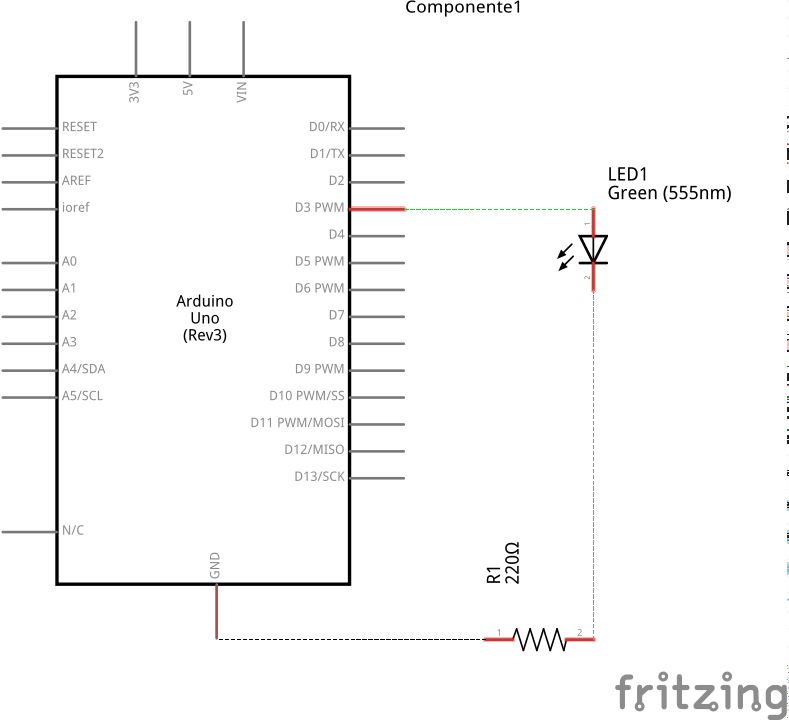 Componente1
3V3
5V
VIN
RESET
RESET2
AREF
ioref
A0
A1
A2
A3
A4/SDA
A5/SCL
N/C
Arduino
Uno
(Rev3)
D0/RX
D1/TX
D2
D3 PWM
D4
D5 PWM
D6 PWM
D7
D8
D9 PWM
D10 PWM/SS
D11 PWM/MOSI
D12/MISO
D13/SCK
GND
LED1
Green (555nm)
1
2
R1
220Ω
1
2
fritzing